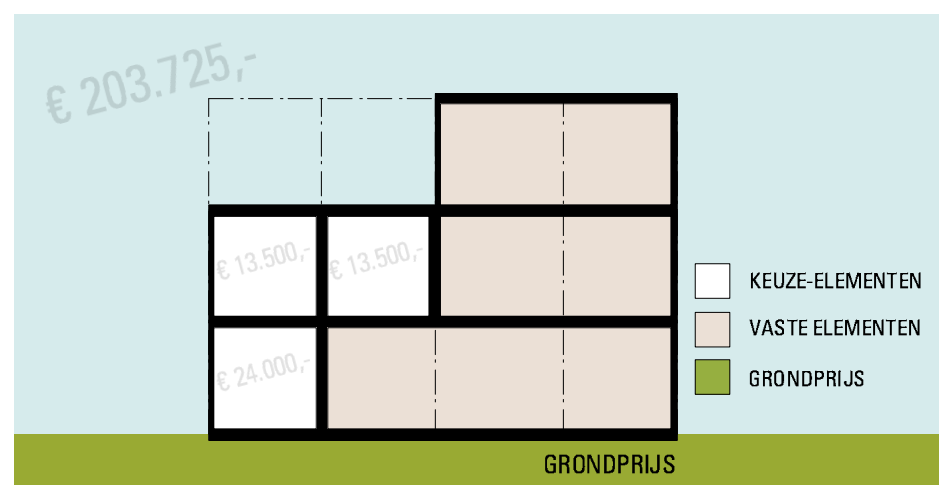 € 203.725,-
€ 13.500,- € 13.500,-
€ 24.000,-
KEUZE-ELEMENTEN
VASTE ELEMENTEN
GRONDPRIJS
GRONDPRIJS